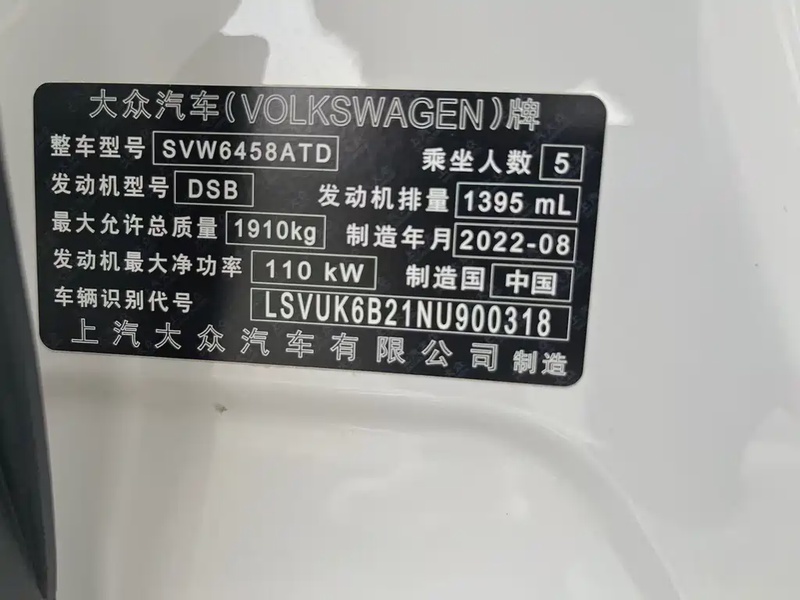 大众汽车(VOLKSWAGEN)牌
整车型号 SVW6458ATD 乘坐人数 5
发动机型号 DSB 发动机排量 1395 mL
最大允许总质量 1910kg 制造年月 2022-08
发动机最大净功率 110 kW 制造国 中国
车辆识别代号 LSVUK6B21NU900318
上汽大众汽车有限公司 制造